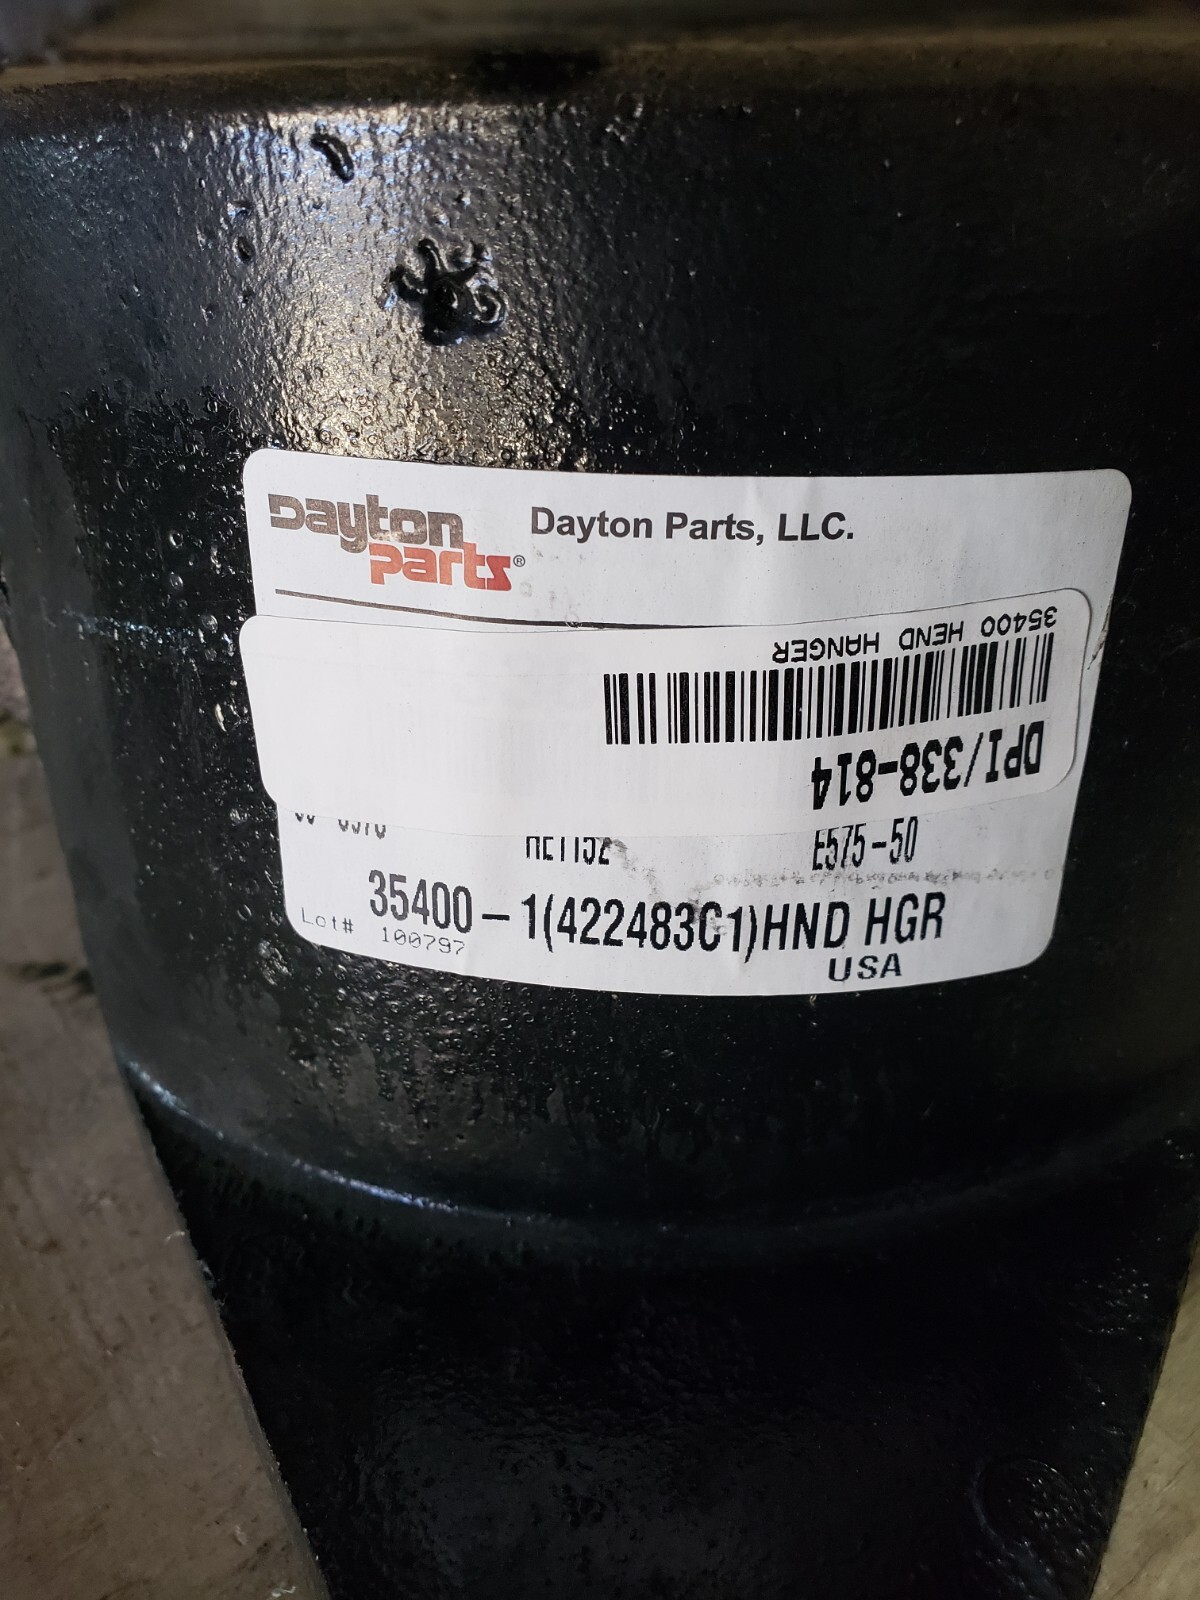 Dayton Parts®
Dayton Parts, LLC.
35400 HEND HANGER
DPI/338-814
E575-50
35400-1(422483C1)HND HGR
Lot# 100797
USA